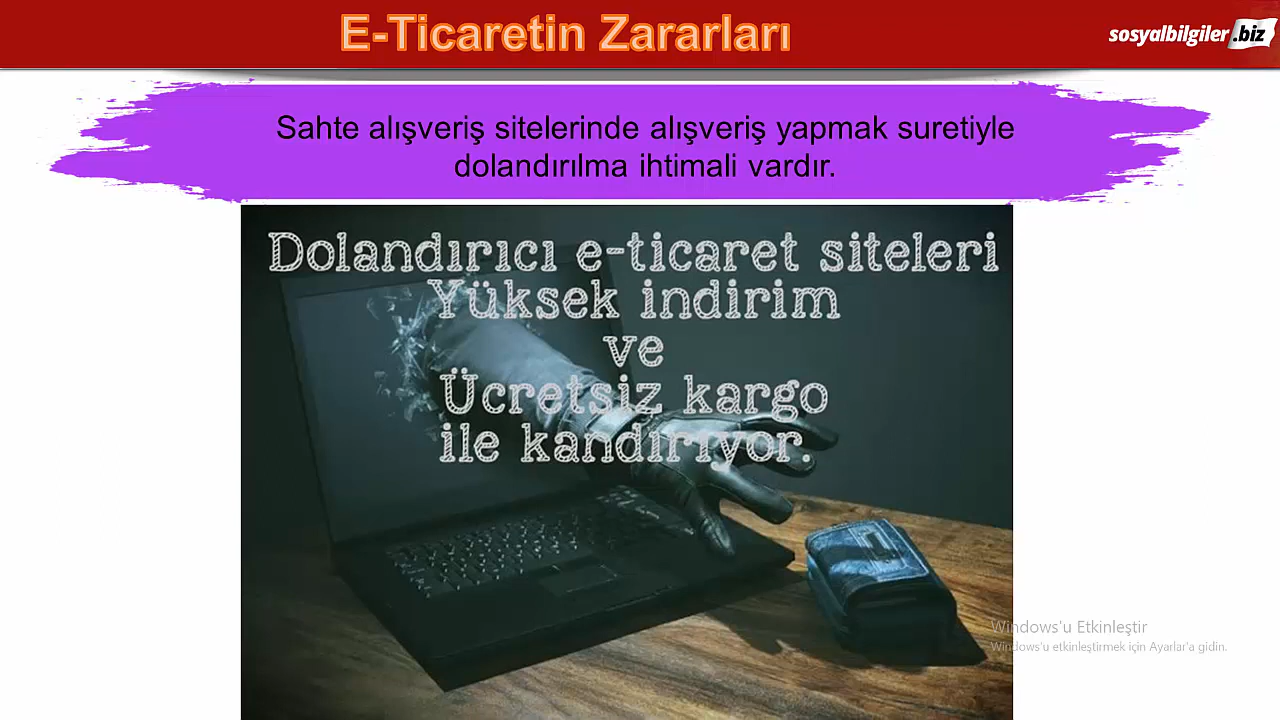 E-Ticaretin Zararları
sosyalbilgiler.biz
Sahte alışveriş sitelerinde alışveriş yapmak suretiyle
dolandırılma ihtimali vardır.
Dolandırıcı e-ticaret siteleri
Yüksek indirim
ve
Ücretsiz kargo
ile kandırıyor.
Windows'u Etkinleştir
Windows'u etkinleştirmek için Ayarlar'a gidin.